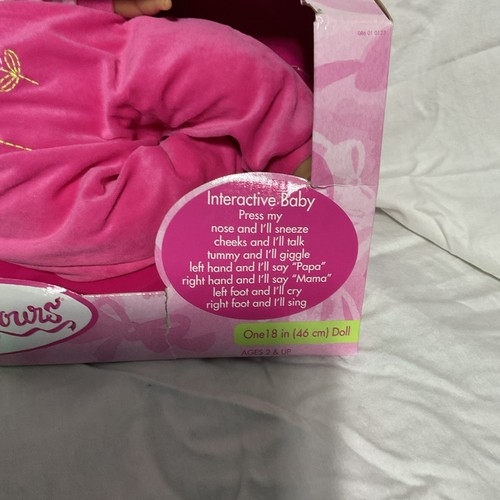 Interactive Baby
Press my
nose and I'll sneeze
cheeks and I'll talk
tummy and I'll giggle
left hand and I'll say "Papa"
right hand and I'll say "Mama"
left foot and I'll cry
right foot and I'll sing
ours
One18 in (46 cm) Doll
AGES 2 & UP